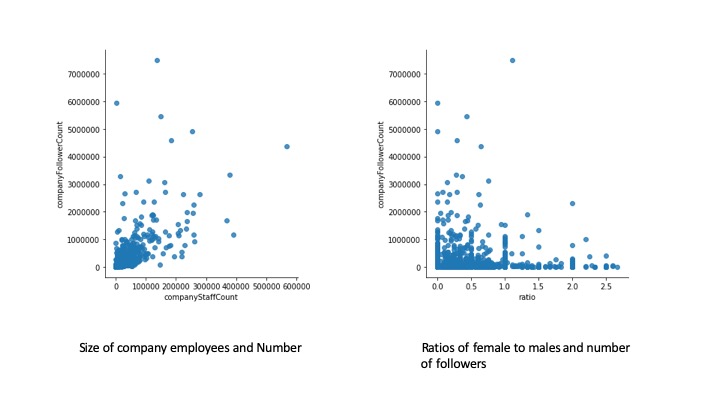 7000000
6000000
5000000
4000000
3000000
2000000
1000000
0
companyFollowerCount
0 100000 200000 300000 400000 500000 600000
companyStaffCount
Size of company employees and Number
7000000
6000000
5000000
4000000
3000000
2000000
1000000
0
companyFollowerCount
0.0 0.5 1.0 1.5 2.0 2.5
ratio
Ratios of female to males and number
of followers